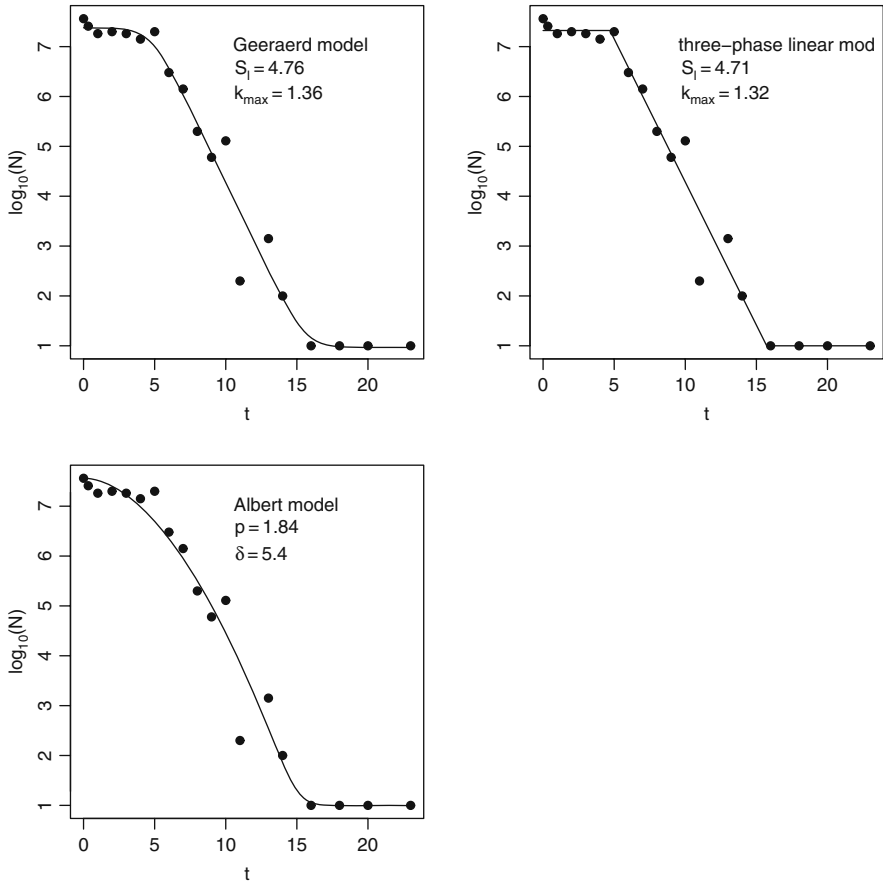 Geeraerd model
S_l = 4.76
k_max = 1.36
log10(N)
7
6
5
4
3
2
1
0 5 10 15 20
t
three-phase linear mod
S_l = 4.71
k_max = 1.32
log10(N)
7
6
5
4
3
2
1
0 5 10 15 20
t
Albert model
p = 1.84
δ = 5.4
log10(N)
7
6
5
4
3
2
1
0 5 10 15 20
t